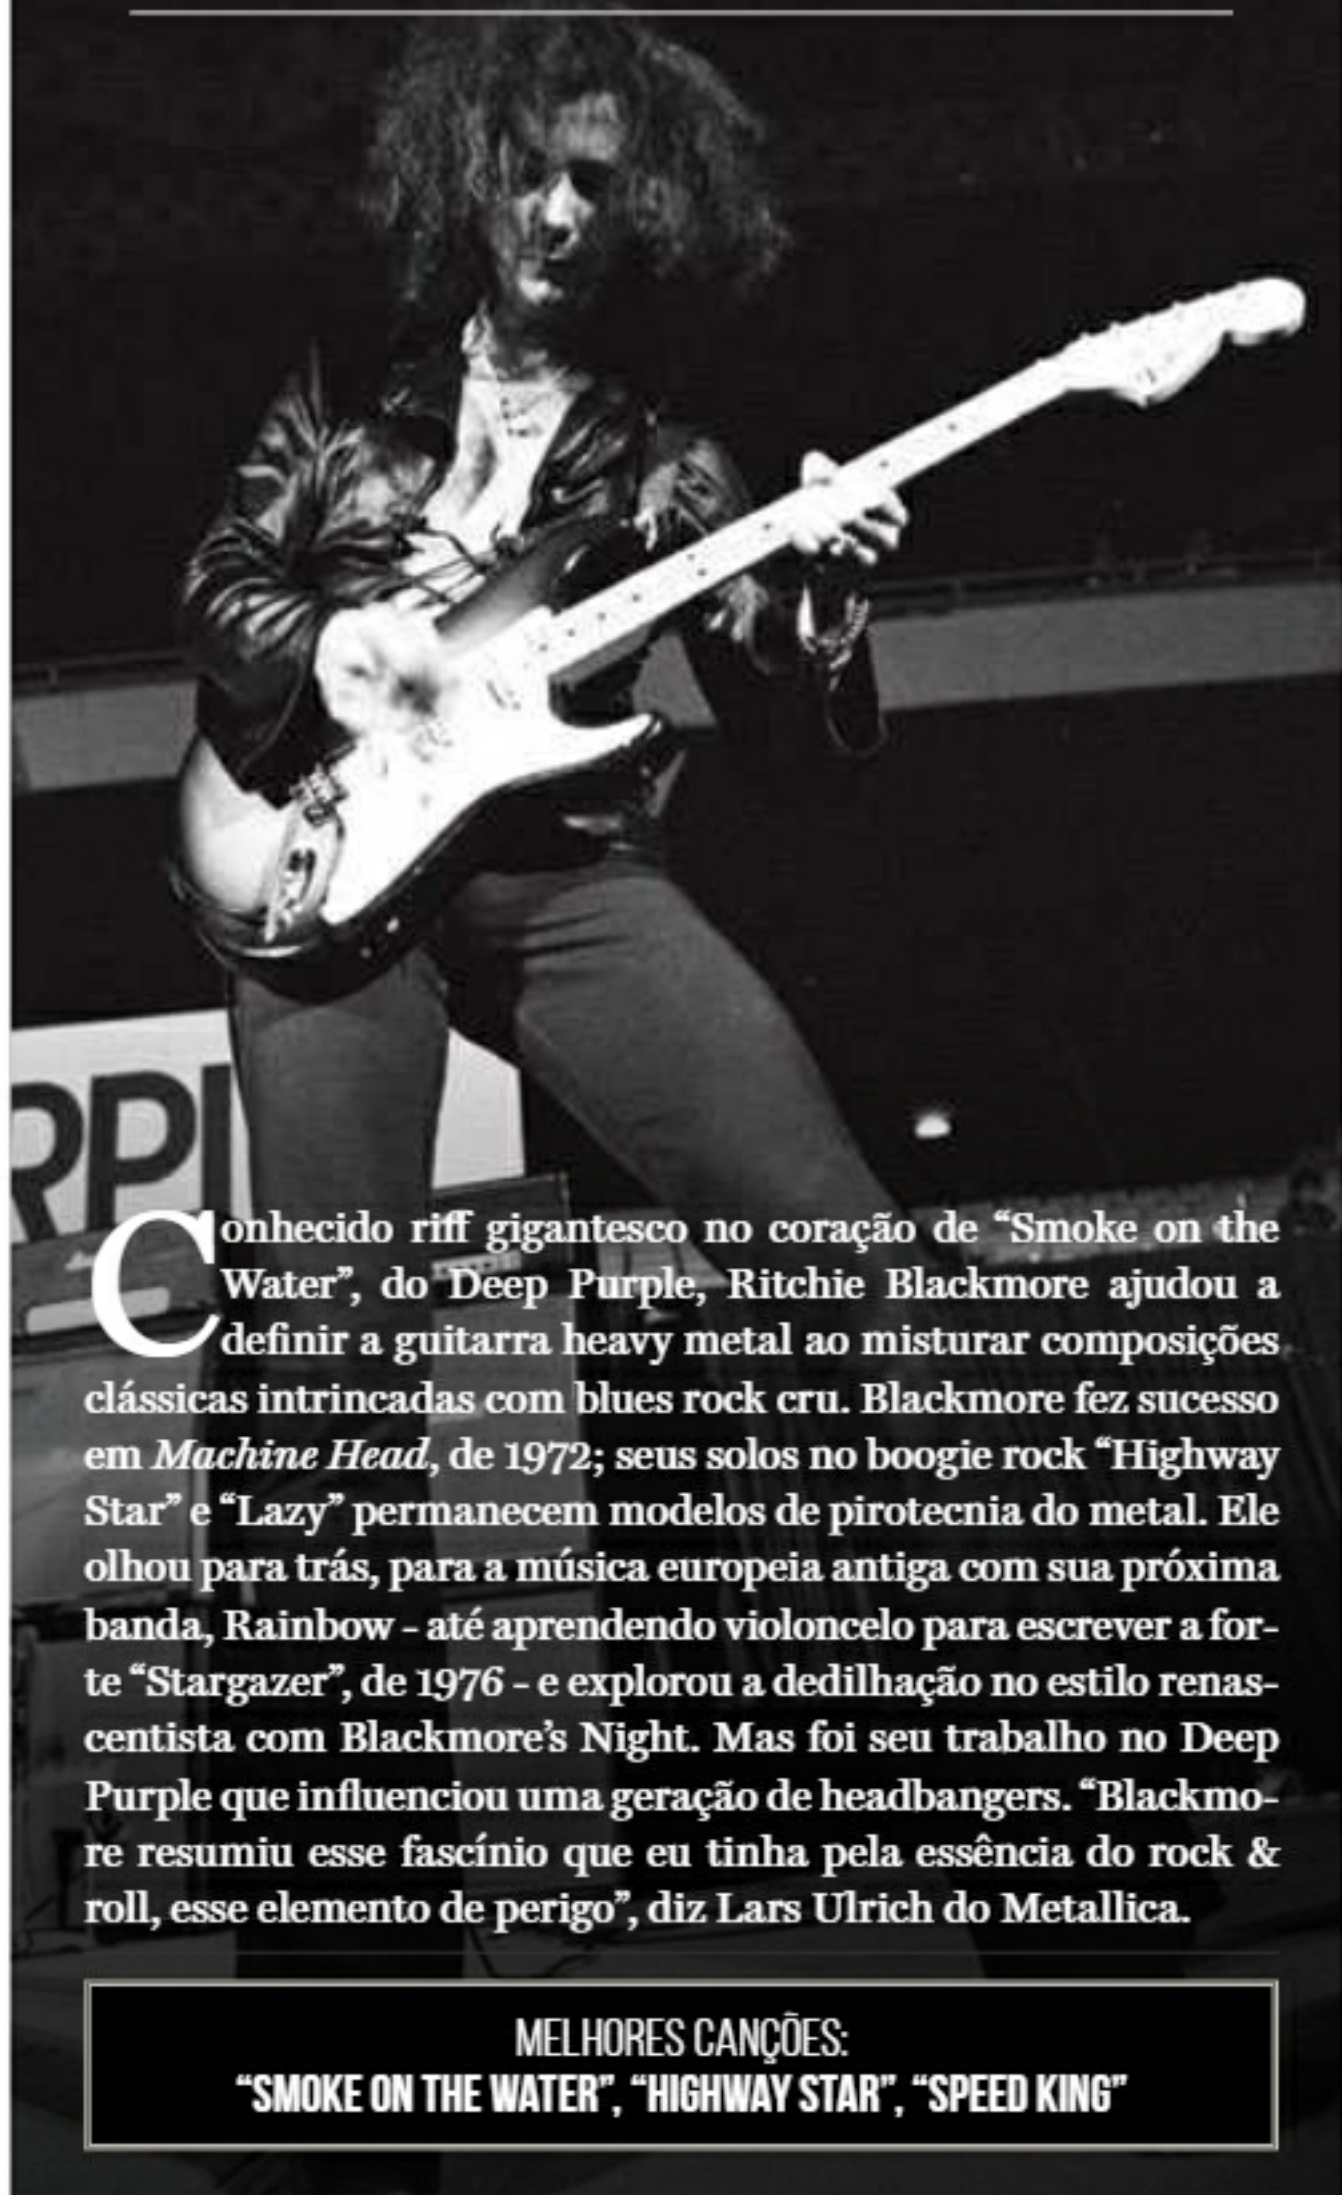 RPL
Conhecido riff gigantesco no coração de “Smoke on the
Water”, do Deep Purple, Ritchie Blackmore ajudou a
definir a guitarra heavy metal ao misturar composições
clássicas intrincadas com blues rock cru. Blackmore fez sucesso
em Machine Head, de 1972; seus solos no boogie rock “Highway
Star” e “Lazy” permanecem modelos de pirotecnia do metal. Ele
olhou para trás, para a música europeia antiga com sua próxima
banda, Rainbow - até aprendendo violoncelo para escrever a for-
te “Stargazer”, de 1976 - e explorou a dedilhação no estilo renas-
centista com Blackmore’s Night. Mas foi seu trabalho no Deep
Purple que influenciou uma geração de headbangers. “Blackmo-
re resumiu esse fascínio que eu tinha pela essência do rock &
roll, esse elemento de perigo”, diz Lars Ulrich do Metallica.
MELHORES CANÇÕES:
“SMOKE ON THE WATER”, “HIGHWAY STAR”, “SPEED KING”